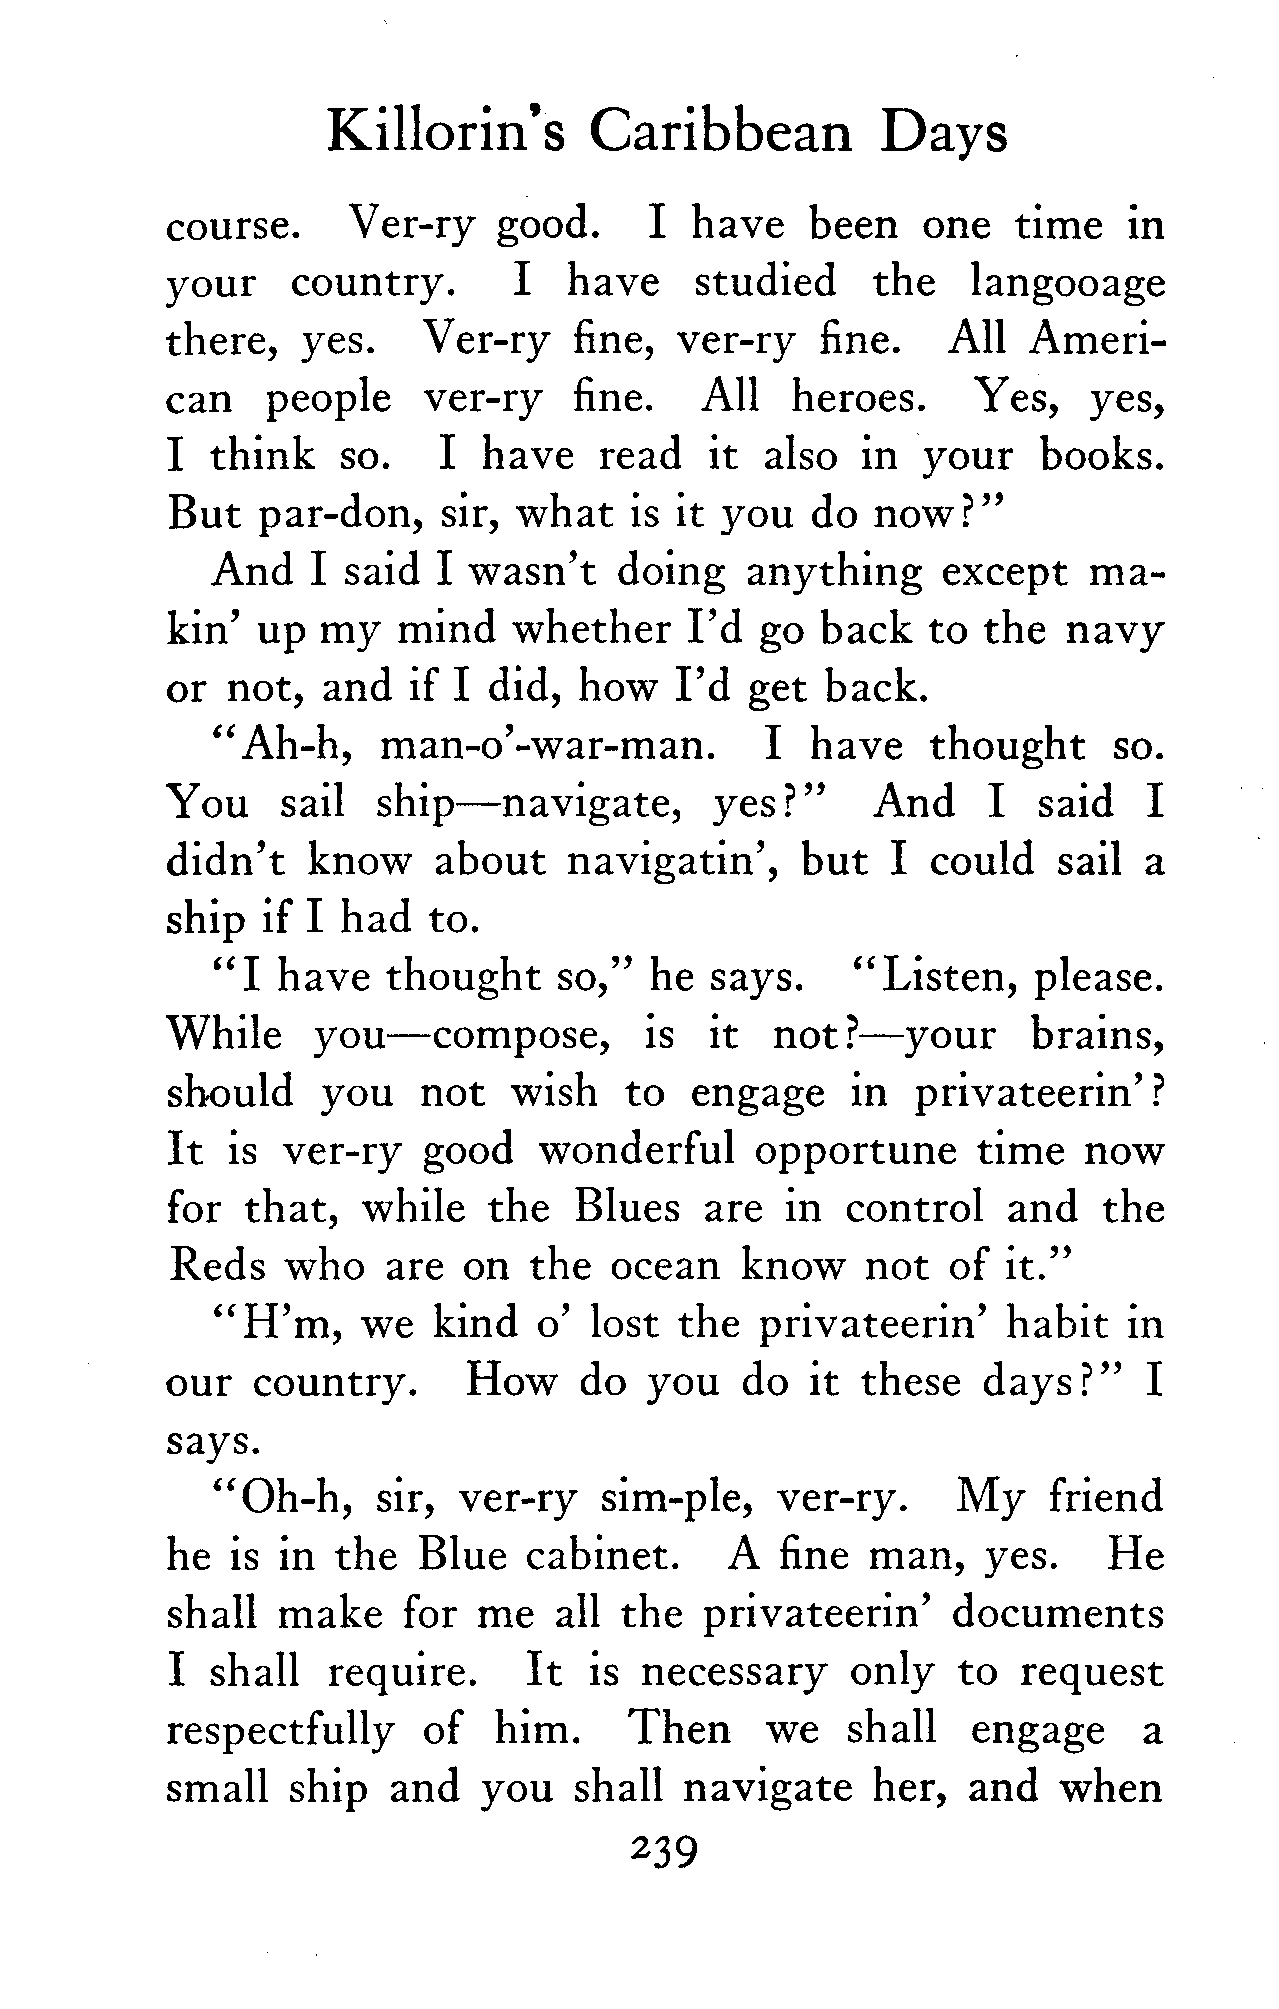 Killorin's Caribbean Days
course. Ver-ry good. I have been one time in
your country. I have studied the langooage
there, yes. Ver-ry fine, ver-ry fine. All Ameri-
can people ver-ry fine. All heroes. Yes, yes,
I think so. I have read it also in your books.
But par-don, sir, what is it you do now?"
And I said I wasn't doing anything except ma-
kin' up my mind whether I'd go back to the navy
or not, and if I did, how I'd get back.
"Ah-h, man-o'-war-man. I have thought so.
You sail ship—navigate, yes?" And I said I
didn't know about navigatin', but I could sail a
ship if I had to.
"I have thought so," he says. "Listen, please.
While you—compose, is it not?—your brains,
should you not wish to engage in privateerin'?
It is ver-ry good wonderful opportune time now
for that, while the Blues are in control and the
Reds who are on the ocean know not of it."
"H'm, we kind o' lost the privateerin' habit in
our country. How do you do it these days?" I
says.
"Oh-h, sir, ver-ry sim-ple, ver-ry. My friend
he is in the Blue cabinet. A fine man, yes. He
shall make for me all the privateerin' documents
I shall require. It is necessary only to request
respectfully of him. Then we shall engage a
small ship and you shall navigate her, and when
239